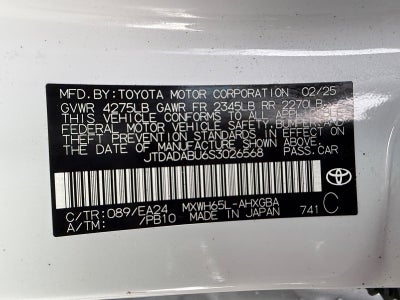 MFD.BY:TOYOTA MOTOR CORPORATION 02/25
GVWR 4275LB GAWR FR 2345LB RR 2270LB
THIS VEHICLE CONFORMS TO ALL APPLICABLE
FEDERAL MOTOR VEHICLE SAFETY, BUMPER, AND
THEFT PREVENTION STANDARDS IN EFFECT ON
THE DATE OF MANUFACTURE SHOWN ABOVE.
JTDADABU6S3026568 PASS.CAR
C/TR:089/EA24 MXWH65L-AHXGBA
A/TM: /PB10 MADE IN JAPAN 741 C
TOYOTA